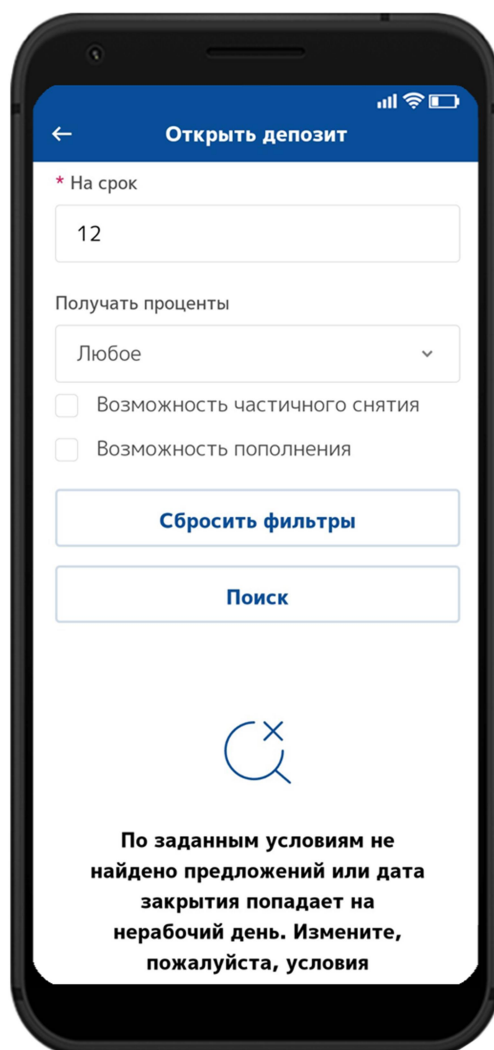 Открыть депозит
* На срок
12
Получать проценты
Любое
Возможность частичного снятия
Возможность пополнения
Сбросить фильтры
Поиск
По заданным условиям не
найдено предложений или дата
закрытия попадает на
нерабочий день. Измените,
пожалуйста, условия